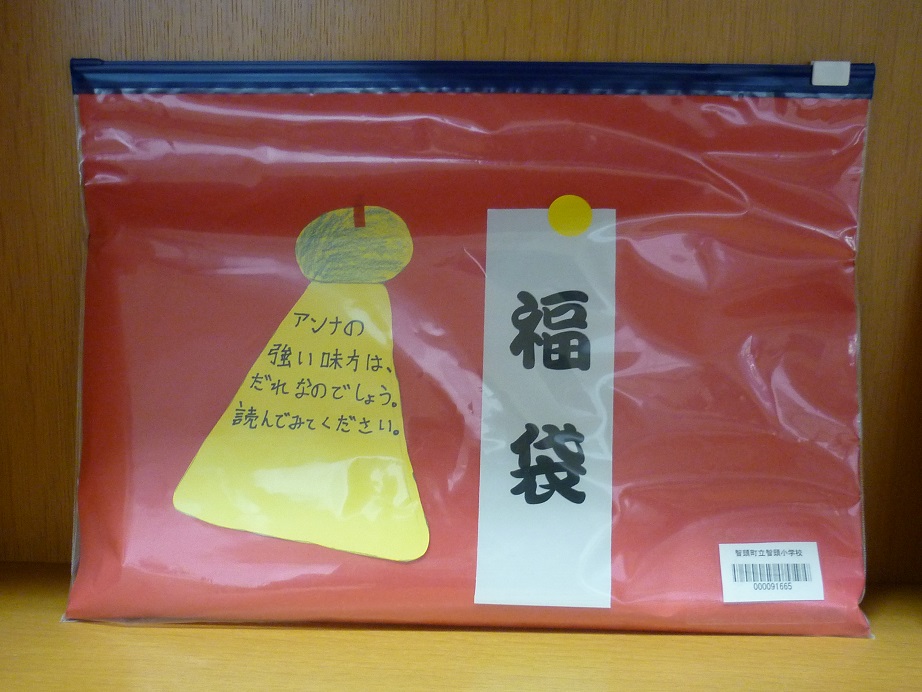 アンナの
強い味方は、
だれなのでしょう。
読んでみてください。
福袋
智頭町立智頭小学校
000091665